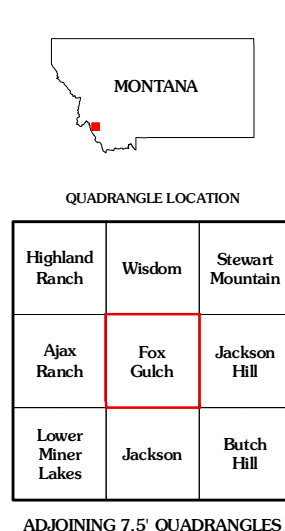 MONTANA
QUADRANGLE LOCATION
Highland
Ranch
Wisdom
Stewart
Mountain
Ajax
Ranch
Fox
Gulch
Jackson
Hill
Lower
Miner
Lakes
Jackson
Butch
Hill
ADJOINING 7.5' QUADRANGLES